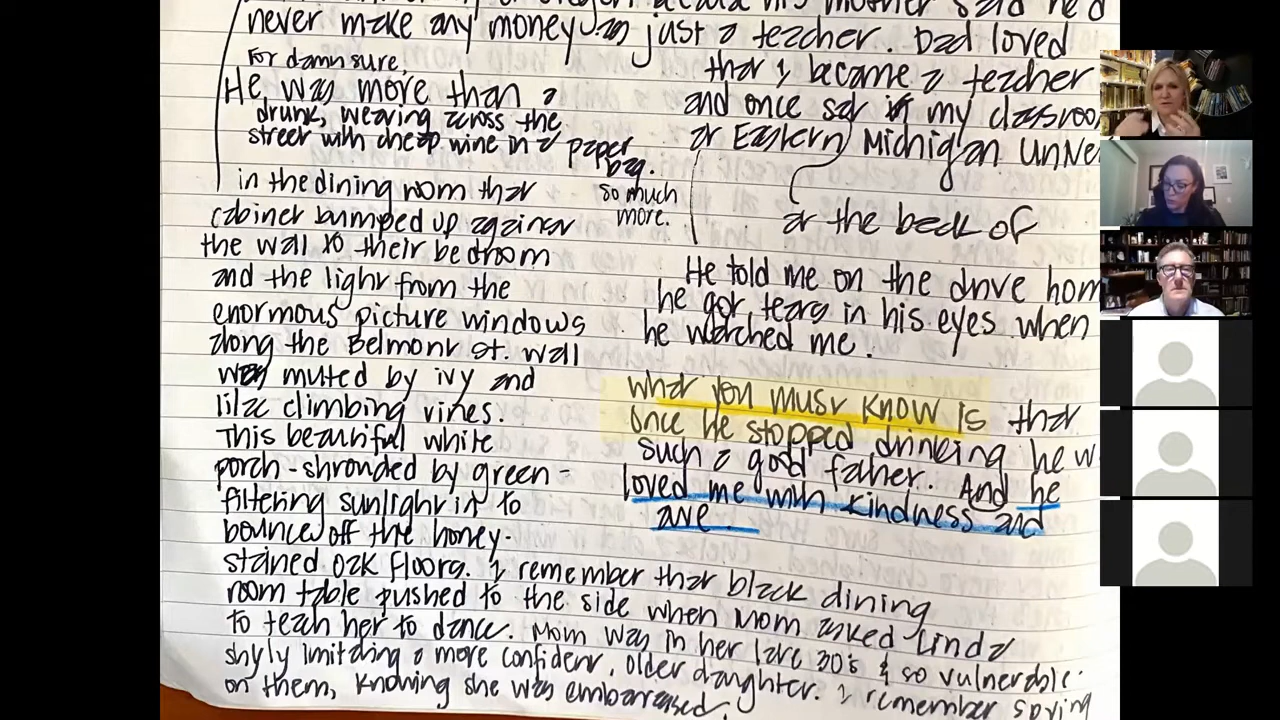 never make any money as just a teacher. Dad loved
that I became a teacher
and once sat in my classroo
at Eastern Michigan Unive
at the back of
For damn sure,
He was more than a
drunk, weaving across the
street with cheap wine in a paper
bag.
so much
more.
in the dining room that
cabinet bumped up against
the wall to their bedroom
and the light from the
enormous picture windows
along the Belmont St. wall
was muted by ivy and
lilac climbing vines.
This beautiful white
porch-shrouded by green-
filtering sunlight in to
bounce off the honey-
stained oak floors. I remember that black dining
room table pushed to the side when Mom asked Linda
to teach her to dance. Mom was in her late 30's & so vulnerable.
shyly imitating a more confident, older daughter. I remember spying
on them, knowing she was embarrassed.
He told me on the drive hom
he got tears in his eyes when
he watched me.
what you must know is that
once he stopped drinking he w
such a good father. And he
loved me with kindness and
awe.